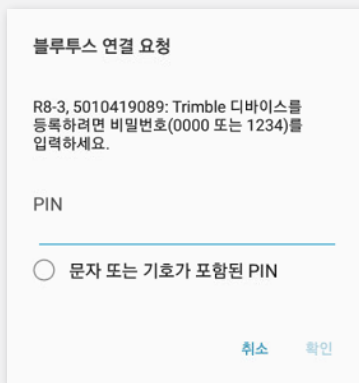 블루투스 연결 요청
R8-3, 5010419089: Trimble 디바이스를
등록하려면 비밀번호(0000 또는 1234)를
입력하세요.
PIN
문자 또는 기호가 포함된 PIN
취소 확인